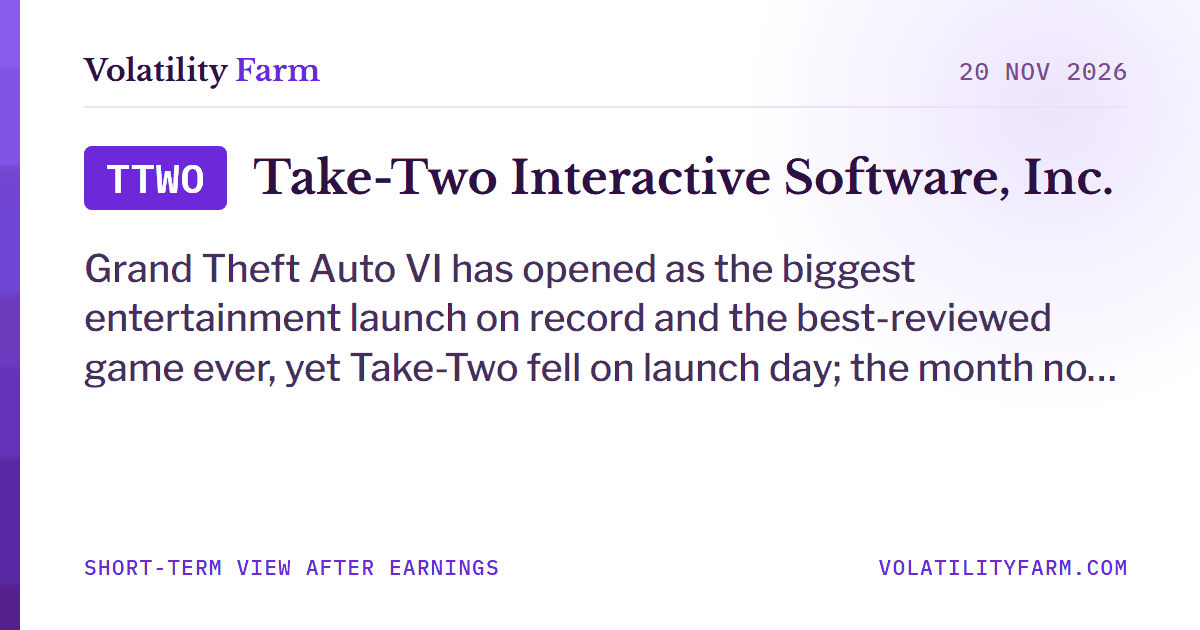 Volatility Farm
20 NOV 2026
TTWO Take-Two Interactive Software, Inc.
Grand Theft Auto VI has opened as the biggest
entertainment launch on record and the best-reviewed
game ever, yet Take-Two fell on launch day; the month no...
SHORT-TERM VIEW AFTER EARNINGS
VOLATILITYFARM.COM